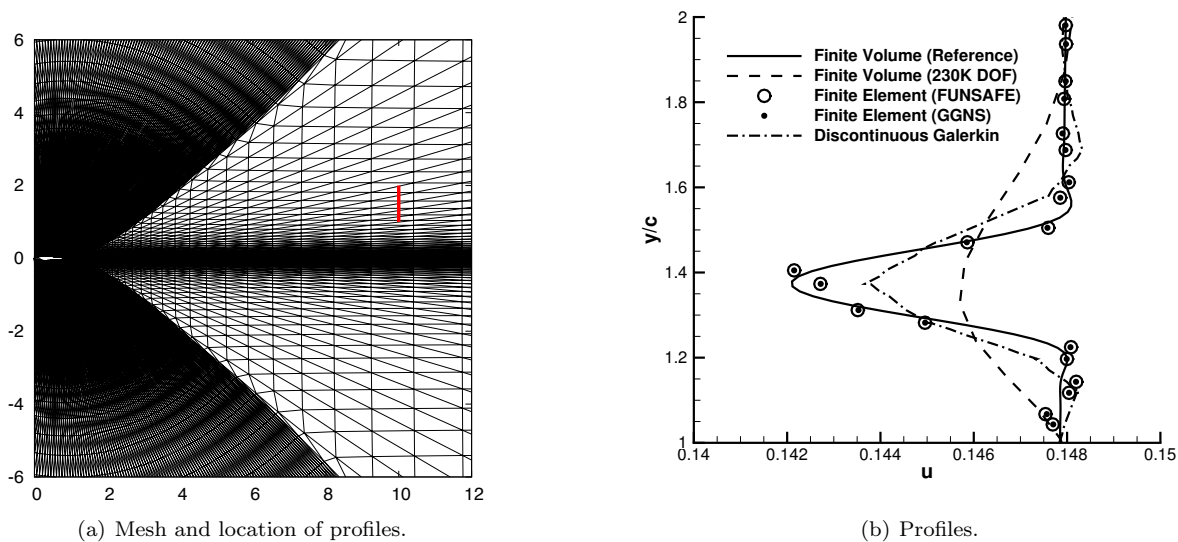 6
4
2
0
-2
-4
-6
0 2 4 6 8 10 12
(a) Mesh and location of profiles.
2
1.8
1.6
1.4
1.2
1
y/c
Finite Volume (Reference)
Finite Volume (230K DOF)
Finite Element (FUNSAFE)
Finite Element (GGNS)
Discontinuous Galerkin
0.14 0.142 0.144 0.146 0.148 0.15
u
(b) Profiles.